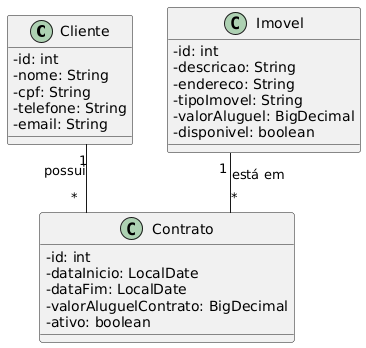 C Cliente
-id: int
-nome: String
-cpf: String
-telefone: String
-email: String
C Imovel
-id: int
-descricao: String
-endereco: String
-tipoImovel: String
-valorAluguel: BigDecimal
-disponivel: boolean
1
possui
*
1
está em
*
C Contrato
-id: int
-dataInicio: LocalDate
-dataFim: LocalDate
-valorAluguelContrato: BigDecimal
-ativo: boolean